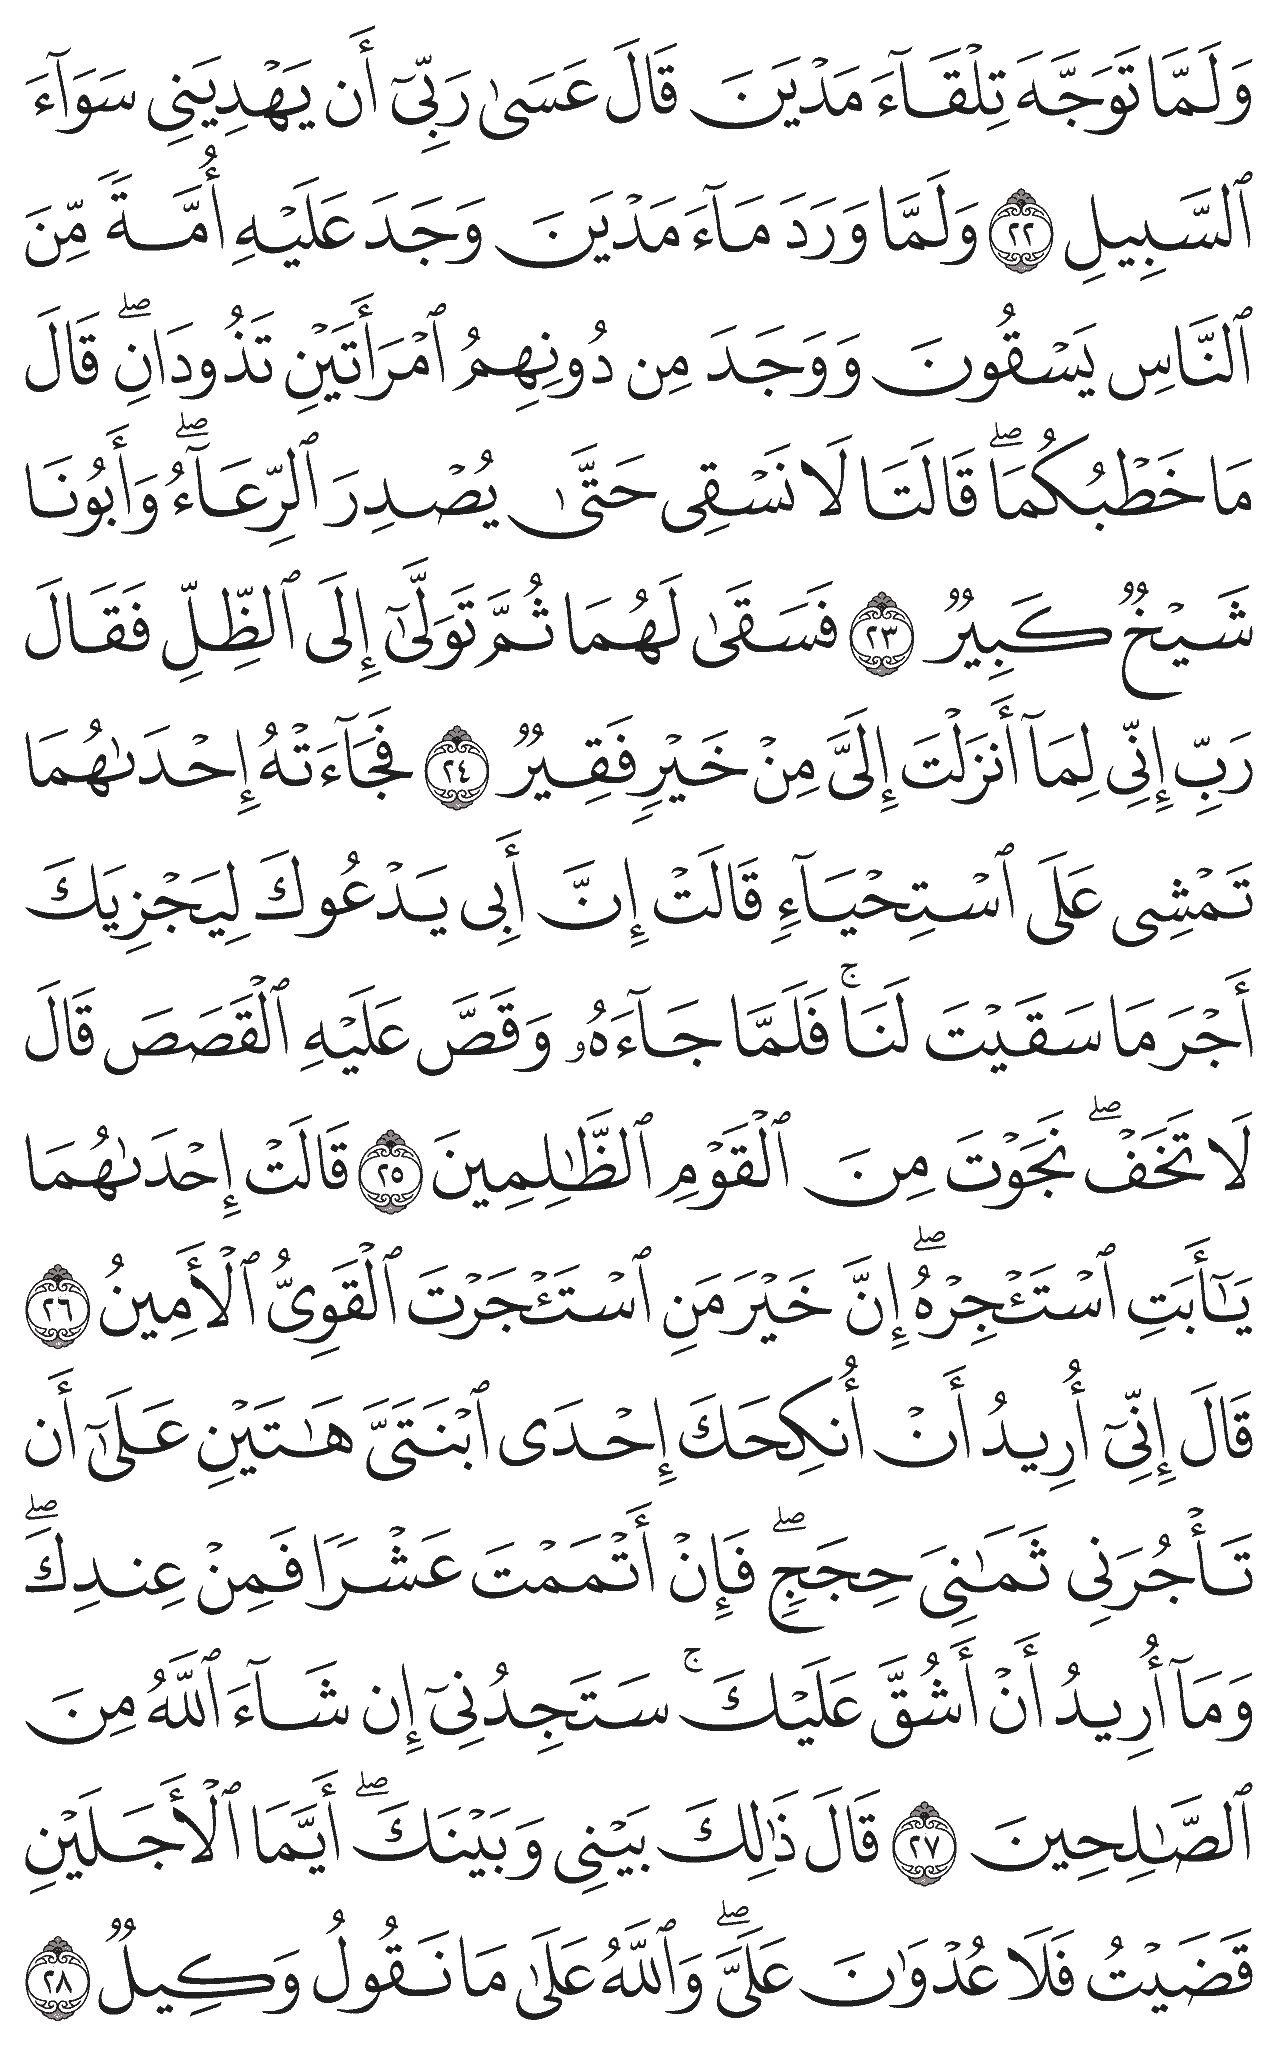 وَلَمَّا تَوَجَّهَ تِلْقَآءَ مَدْيَنَ قَالَ عَسَىٰ رَبِّىٓ أَن يَهْدِيَنِى سَوَآءَ
ٱلسَّبِيلِ ٢٢ وَلَمَّا وَرَدَ مَآءَ مَدْيَنَ وَجَدَ عَلَيْهِ أُمَّةً مِّنَ
ٱلنَّاسِ يَسْقُونَ وَوَجَدَ مِن دُونِهِمُ ٱمْرَأَتَيْنِ تَذُودَانِۖ قَالَ
مَا خَطْبُكُمَاۖ قَالَتَا لَا نَسْقِى حَتَّىٰ يُصْدِرَ ٱلرِّعَآءُۖ وَأَبُونَا
شَيْخٌ كَبِيرٌ ٢٣ فَسَقَىٰ لَهُمَا ثُمَّ تَوَلَّىٰٓ إِلَى ٱلظِّلِّ فَقَالَ
رَبِّ إِنِّى لِمَآ أَنزَلْتَ إِلَىَّ مِنْ خَيْرٍ فَقِيرٌ ٢٤ فَجَآءَتْهُ إِحْدَىٰهُمَا
تَمْشِى عَلَى ٱسْتِحْيَآءٍ قَالَتْ إِنَّ أَبِى يَدْعُوكَ لِيَجْزِيَكَ
أَجْرَ مَا سَقَيْتَ لَنَاۚ فَلَمَّا جَآءَهُۥ وَقَصَّ عَلَيْهِ ٱلْقَصَصَ قَالَ
لَا تَخَفْۖ نَجَوْتَ مِنَ ٱلْقَوْمِ ٱلظَّٰلِمِينَ ٢٥ قَالَتْ إِحْدَىٰهُمَا
يَٰٓأَبَتِ ٱسْتَـْٔجِرْهُۖ إِنَّ خَيْرَ مَنِ ٱسْتَـْٔجَرْتَ ٱلْقَوِىُّ ٱلْأَمِينُ ٢٦
قَالَ إِنِّىٓ أُرِيدُ أَنْ أُنكِحَكَ إِحْدَى ٱبْنَتَىَّ هَٰتَيْنِ عَلَىٰٓ أَن
تَأْجُرَنِى ثَمَٰنِىَ حِجَجٍۖ فَإِنْ أَتْمَمْتَ عَشْرًا فَمِنْ عِندِكَۖ
وَمَآ أُرِيدُ أَنْ أَشُقَّ عَلَيْكَۚ سَتَجِدُنِىٓ إِن شَآءَ ٱللَّهُ مِنَ
ٱلصَّٰلِحِينَ ٢٧ قَالَ ذَٰلِكَ بَيْنِى وَبَيْنَكَۖ أَيَّمَا ٱلْأَجَلَيْنِ
قَضَيْتُ فَلَا عُدْوَٰنَ عَلَىَّۖ وَٱللَّهُ عَلَىٰ مَا نَقُولُ وَكِيلٌ ٢٨